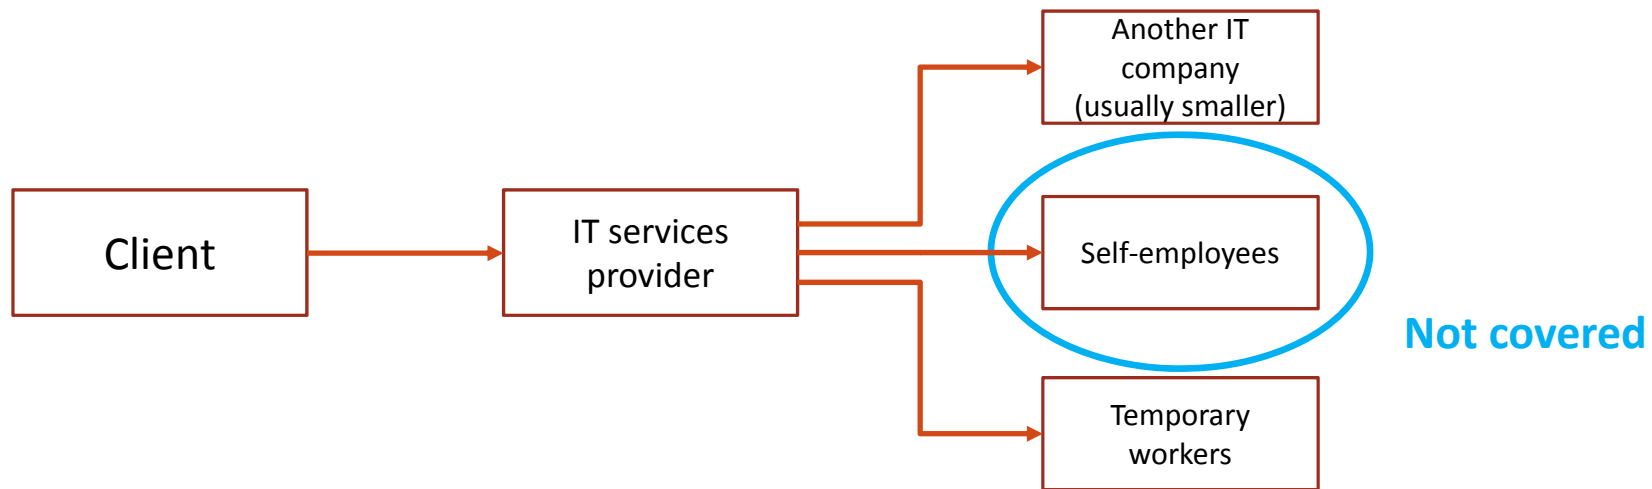 Client
IT services
provider
Another IT
company
(usually smaller)
Self-employees
Not covered
Temporary
workers